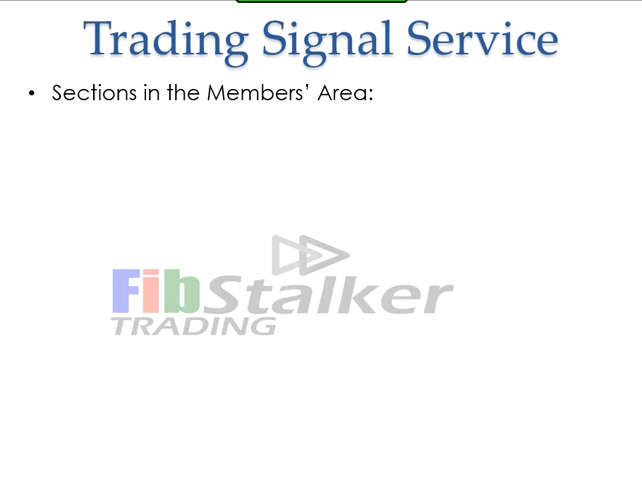 Trading Signal Service
• Sections in the Members’ Area:
FibStalker
TRADING